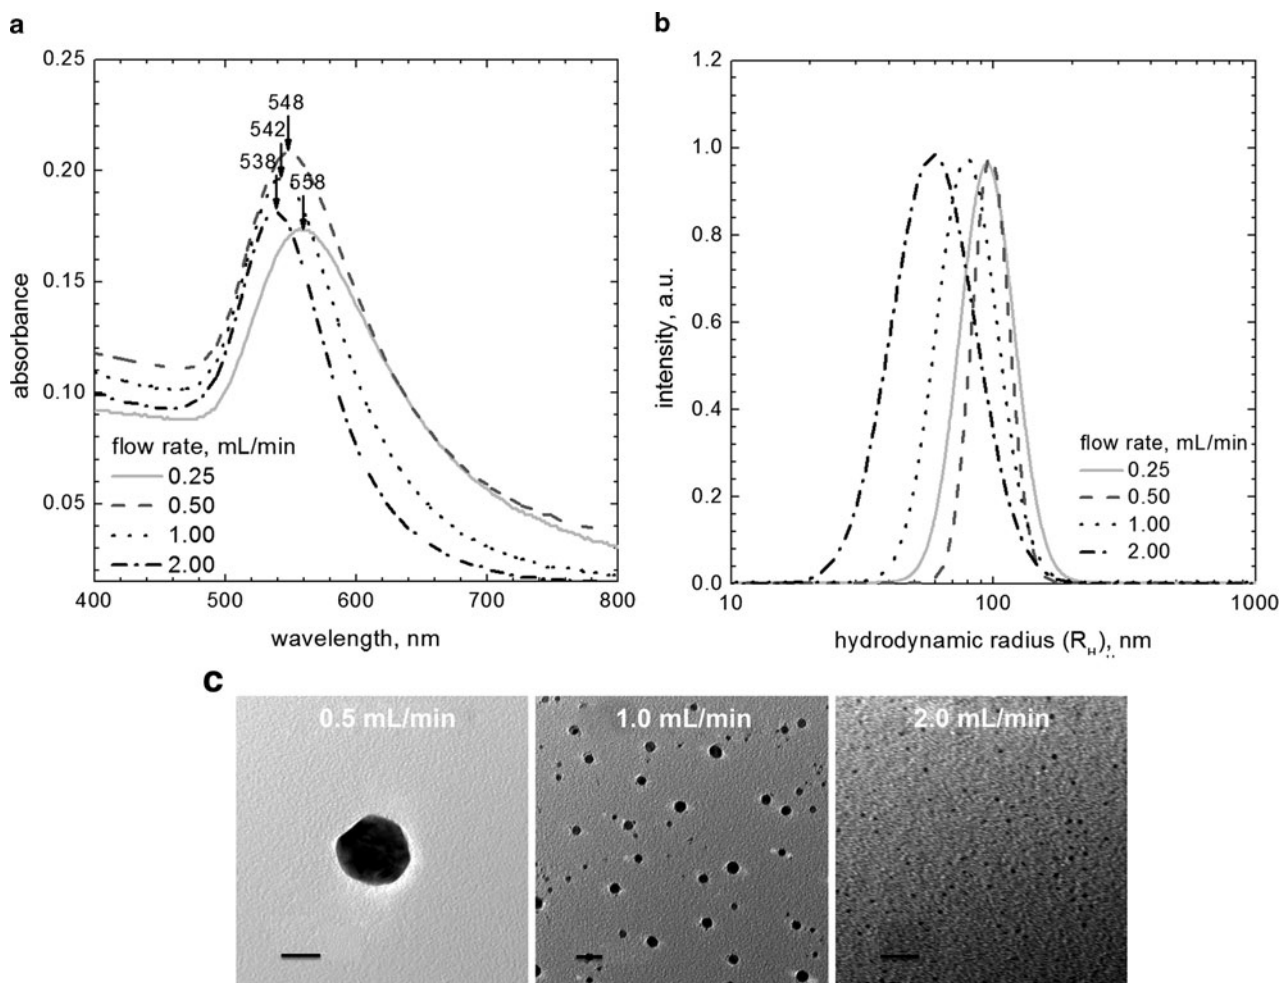 a
0.25
0.20
0.15
0.10
0.05
absorbance
548
542
538
558
flow rate, mL/min
0.25
0.50
1.00
2.00
400
500
600
700
800
wavelength, nm
b
1.2
1.0
0.8
0.6
0.4
0.2
0.0
intensity, a.u.
flow rate, mL/min
0.25
0.50
1.00
2.00
10
100
1000
hydrodynamic radius (R_H), nm
c
0.5 mL/min
1.0 mL/min
2.0 mL/min